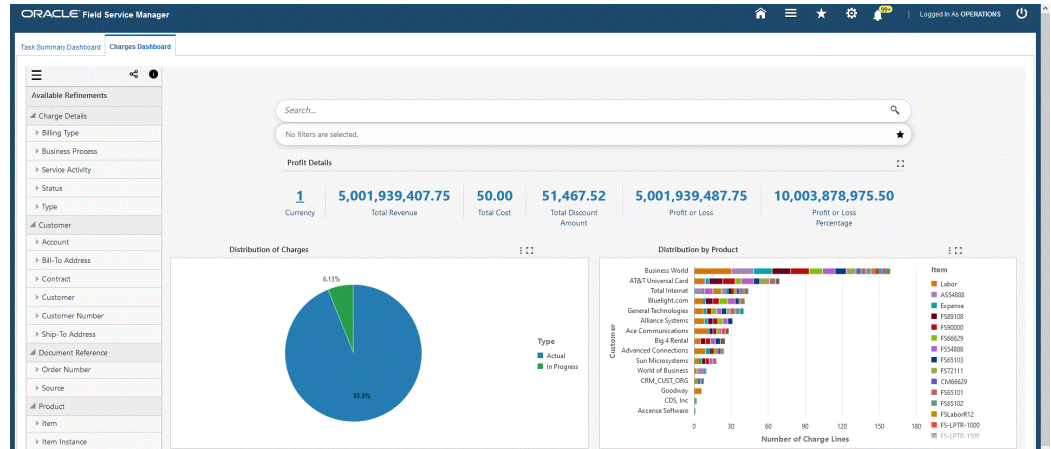 ORACLE Field Service Manager
99+
Logged In As OPERATIONS
Task Summary Dashboard
Charges Dashboard
Available Refinements
Charge Details
Billing Type
Business Process
Service Activity
Status
Type
Customer
Account
Bill-To Address
Contract
Customer
Customer Number
Ship-To Address
Document Reference
Order Number
Source
Product
Item
Item Instance
Search...
No filters are selected.
Profit Details
1
Currency
5,001,939,407.75
Total Revenue
50.00
Total Cost
51,467.52
Total Discount
Amount
5,001,939,487.75
Profit or Loss
10,003,878,975.50
Profit or Loss
Percentage
Distribution of Charges
6.13%
93.9%
Type
Actual
In Progress
Distribution by Product
Customer
Business World
AT&T Universal Card
Total Internet
Bluelight.com
General Technologies
Alliance Systems
Ace Communications
Big 4 Rental
Advanced Connections
Sun Microsystems
World of Business
CRM_CUST_ORG
Goodway
CDS, Inc
Axcense Software
0 30 60 90 120 150 180
Number of Charge Lines
Item
Labor
AS54888
Expense
FS89108
FS90000
FS66629
FS54888
FS65103
FS72111
CM66629
FS65101
FS65102
FSLaborR12
FS-LPTR-1000
FS-LPTR-1500